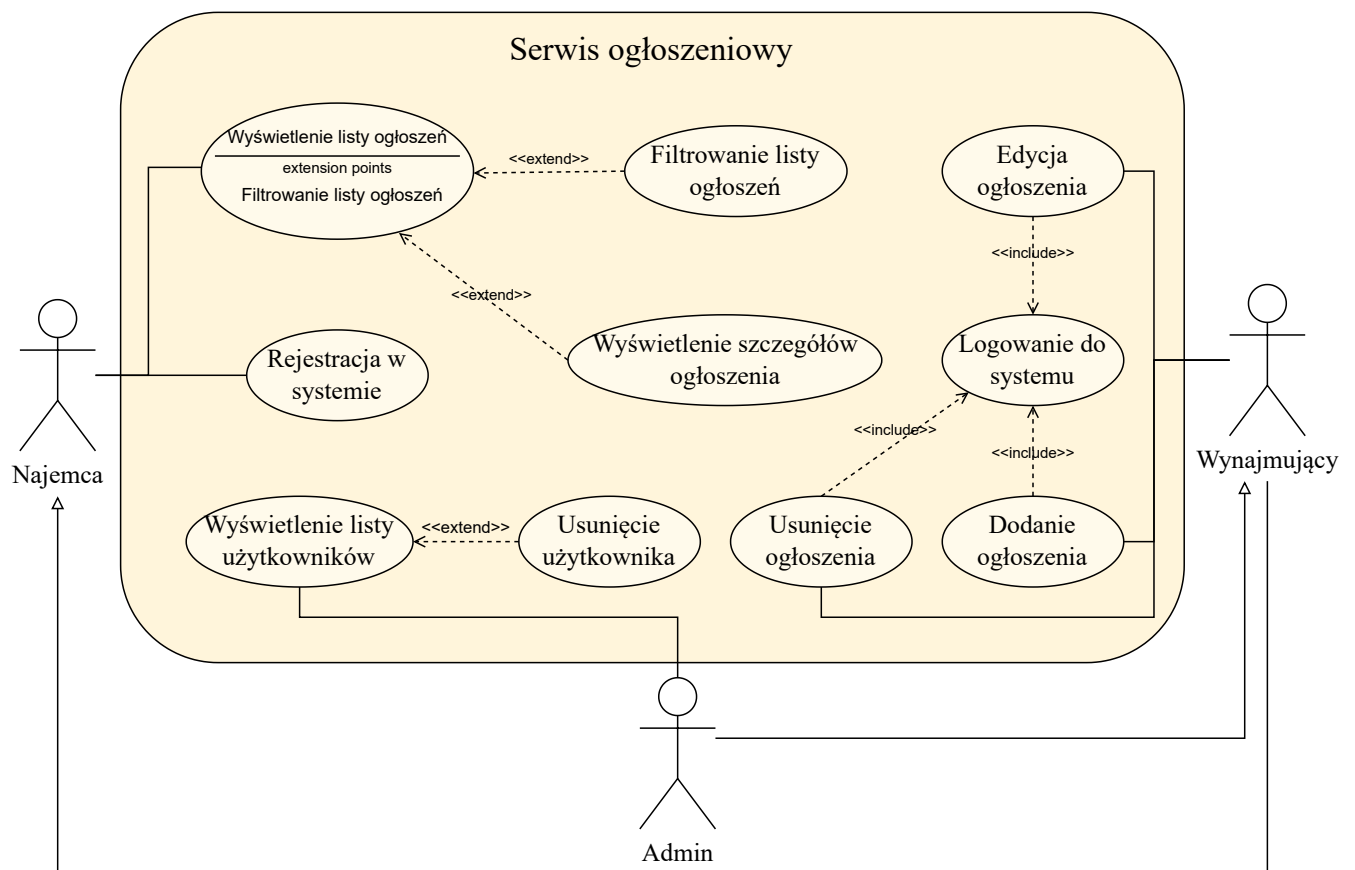 Serwis ogłoszeniowy
Wyświetlenie listy ogłoszeń
extension points
Filtrowanie listy ogłoszeń
<<extend>>
Filtrowanie listy
ogłoszeń
Edycja
ogłoszenia
<<include>>
<<extend>>
Wyświetlenie szczegółów
ogłoszenia
Logowanie do
systemu
Rejestracja w
systemie
Najemca
Wynajmujący
<<include>>
<<include>>
Wyświetlenie listy
użytkowników
<<extend>>
Usunięcie
użytkownika
Usunięcie
ogłoszenia
Dodanie
ogłoszenia
Admin